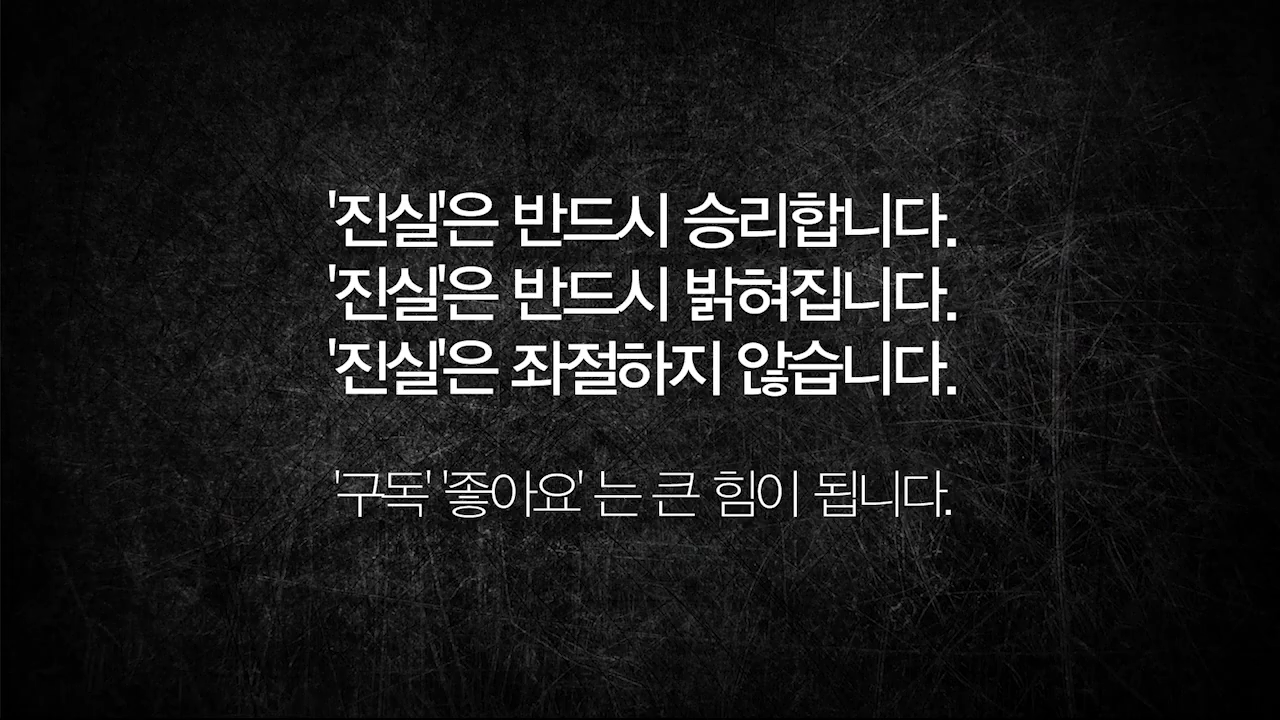 '진실'은 반드시 승리합니다.
'진실'은 반드시 밝혀집니다.
'진실'은 좌절하지 않습니다.
'구독' '좋아요' 는 큰 힘이 됩니다.